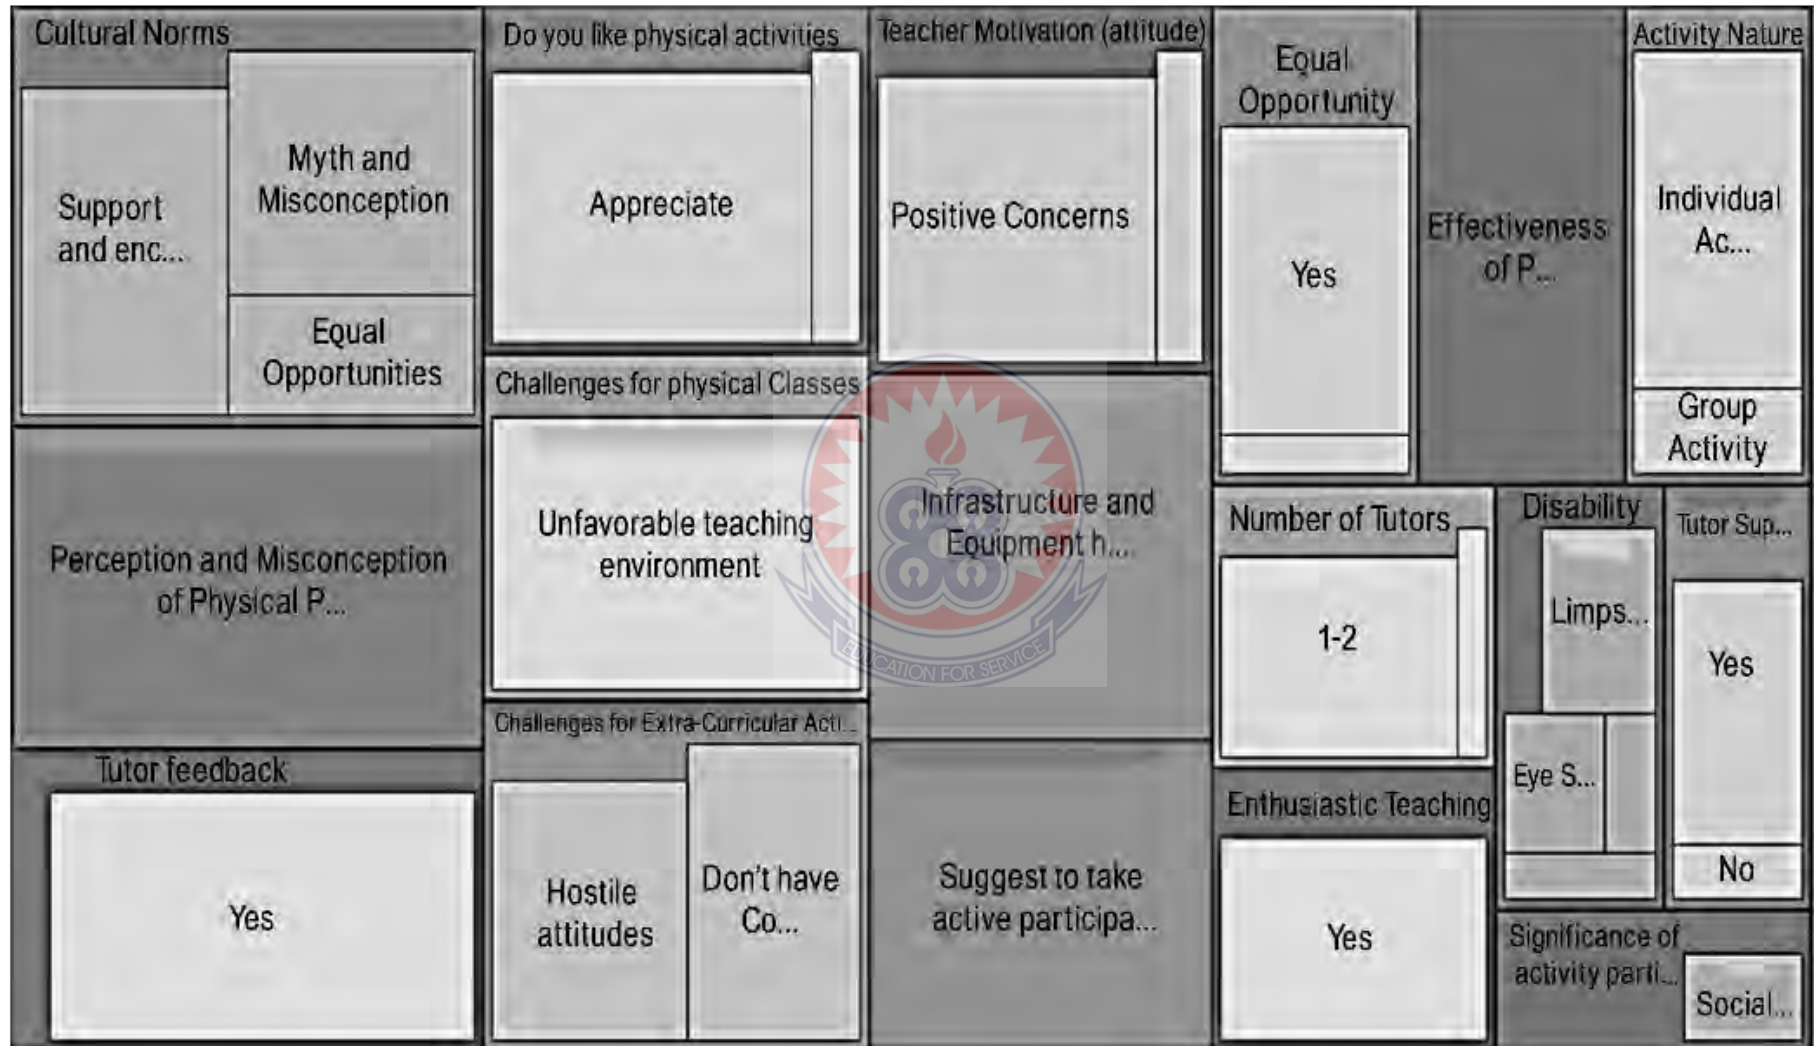 Cultural Norms
Support
and enc...
Myth and
Misconception
Equal
Opportunities
Perception and Misconception
of Physical P...
Tutor feedback
Yes
Do you like physical activities
Appreciate
Challenges for physical Classes
Unfavorable teaching
environment
Challenges for Extra-Curricular Acti...
Hostile
attitudes
Don't have
Co...
Teacher Motivation (attitude)
Positive Concerns
Infrastructure and
Equipment h...
EDUCATION FOR SERVICE
Suggest to take
active participa...
Equal
Opportunity
Yes
Effectiveness
of P...
Activity Nature
Individual
Ac...
Group
Activity
Number of Tutors
1-2
Enthusiastic Teaching
Yes
Disability
Limps...
Eye S...
Tutor Sup...
Yes
No
Significance of
activity parti...
Social...